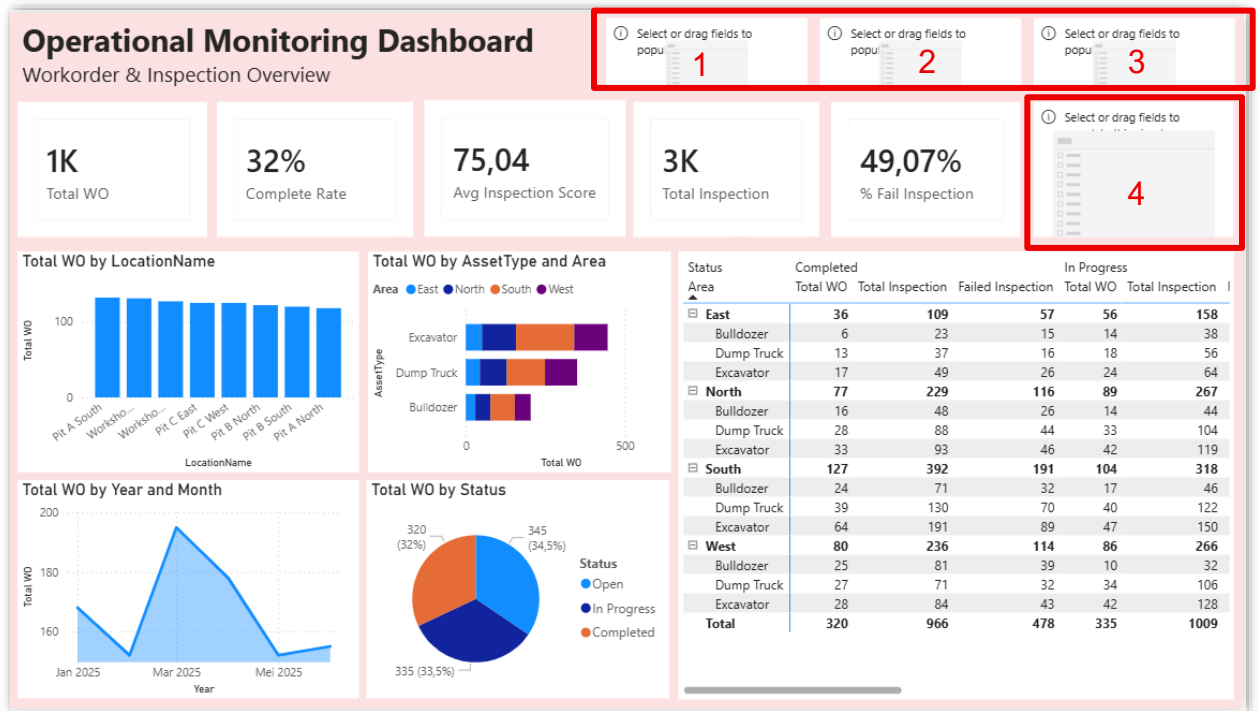 Operational Monitoring Dashboard
Workorder & Inspection Overview
Select or drag fields to
popu
1
Select or drag fields to
popu
2
Select or drag fields to
popu
3
1K
Total WO
32%
Complete Rate
75,04
Avg Inspection Score
3K
Total Inspection
49,07%
% Fail Inspection
Select or drag fields to
4
Total WO by LocationName
Total WO
100
0
Pit A South
Worksho...
Worksho...
Pit C East
Pit C West
Pit B North
Pit B South
Pit A North
LocationName
Total WO by AssetType and Area
Area East North South West
AssetType
Excavator
Dump Truck
Bulldozer
0 500
Total WO
Status Completed In Progress
Area Total WO Total Inspection Failed Inspection Total WO Total Inspection
East 36 109 57 56 158
Bulldozer 6 23 15 14 38
Dump Truck 13 37 16 18 56
Excavator 17 49 26 24 64
North 77 229 116 89 267
Bulldozer 16 48 26 14 44
Dump Truck 28 88 44 33 104
Excavator 33 93 46 42 119
South 127 392 191 104 318
Bulldozer 24 71 32 17 46
Dump Truck 39 130 70 40 122
Excavator 64 191 89 47 150
West 80 236 114 86 266
Bulldozer 25 81 39 10 32
Dump Truck 27 71 32 34 106
Excavator 28 84 43 42 128
Total 320 966 478 335 1009
Total WO by Year and Month
Total WO
200
180
160
Jan 2025 Mar 2025 Mei 2025
Year
Total WO by Status
320
(32%)
345
(34,5%)
335 (33,5%)
Status
Open
In Progress
Completed